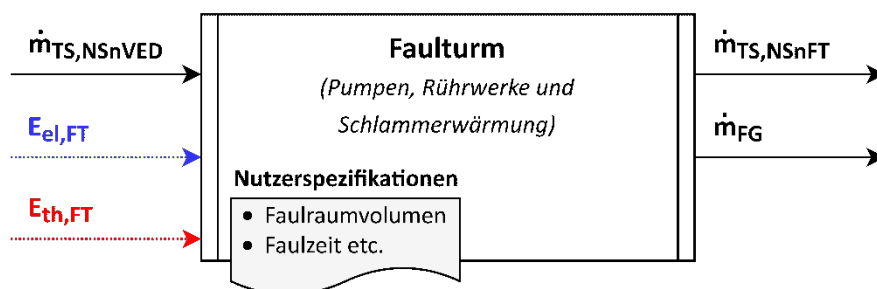 ṁTS,NSnVED
Eel,FT
Eth,FT
Faulturm
(Pumpen, Rührwerke und
Schlammerwärmung)
Nutzerspezifikationen
• Faulraumvolumen
• Faulzeit etc.
ṁTS,NSnFT
ṁFG